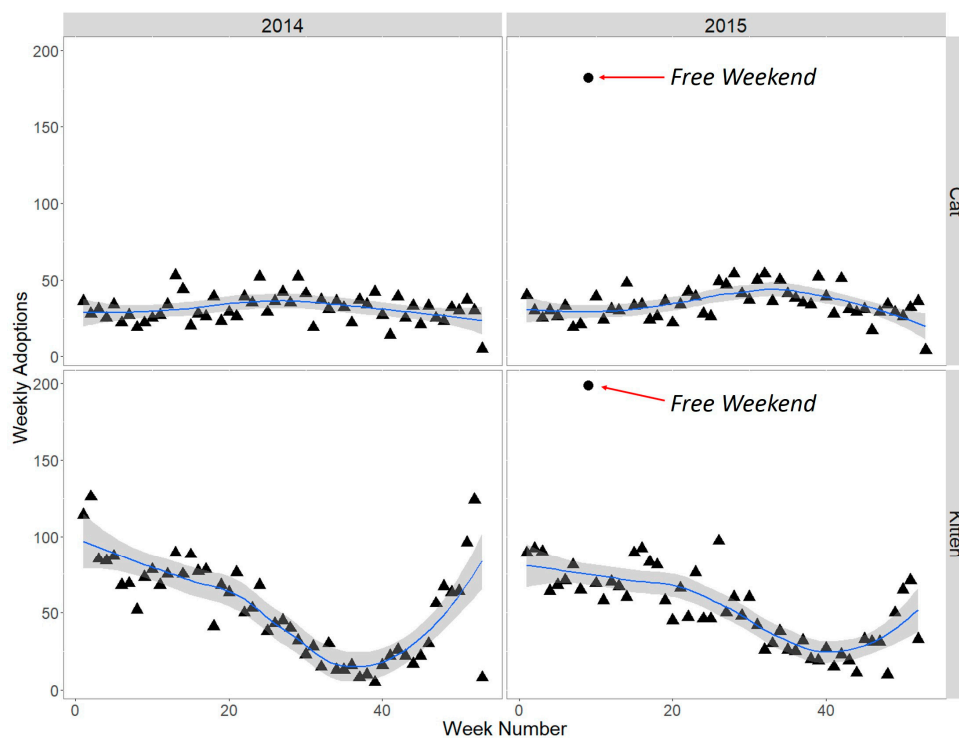 2014 2015
200
150
100
50
0
Free Weekend
Cat
200
150
100
50
0
Free Weekend
Kitten
Weekly Adoptions
0 20 40 0 20 40
Week Number